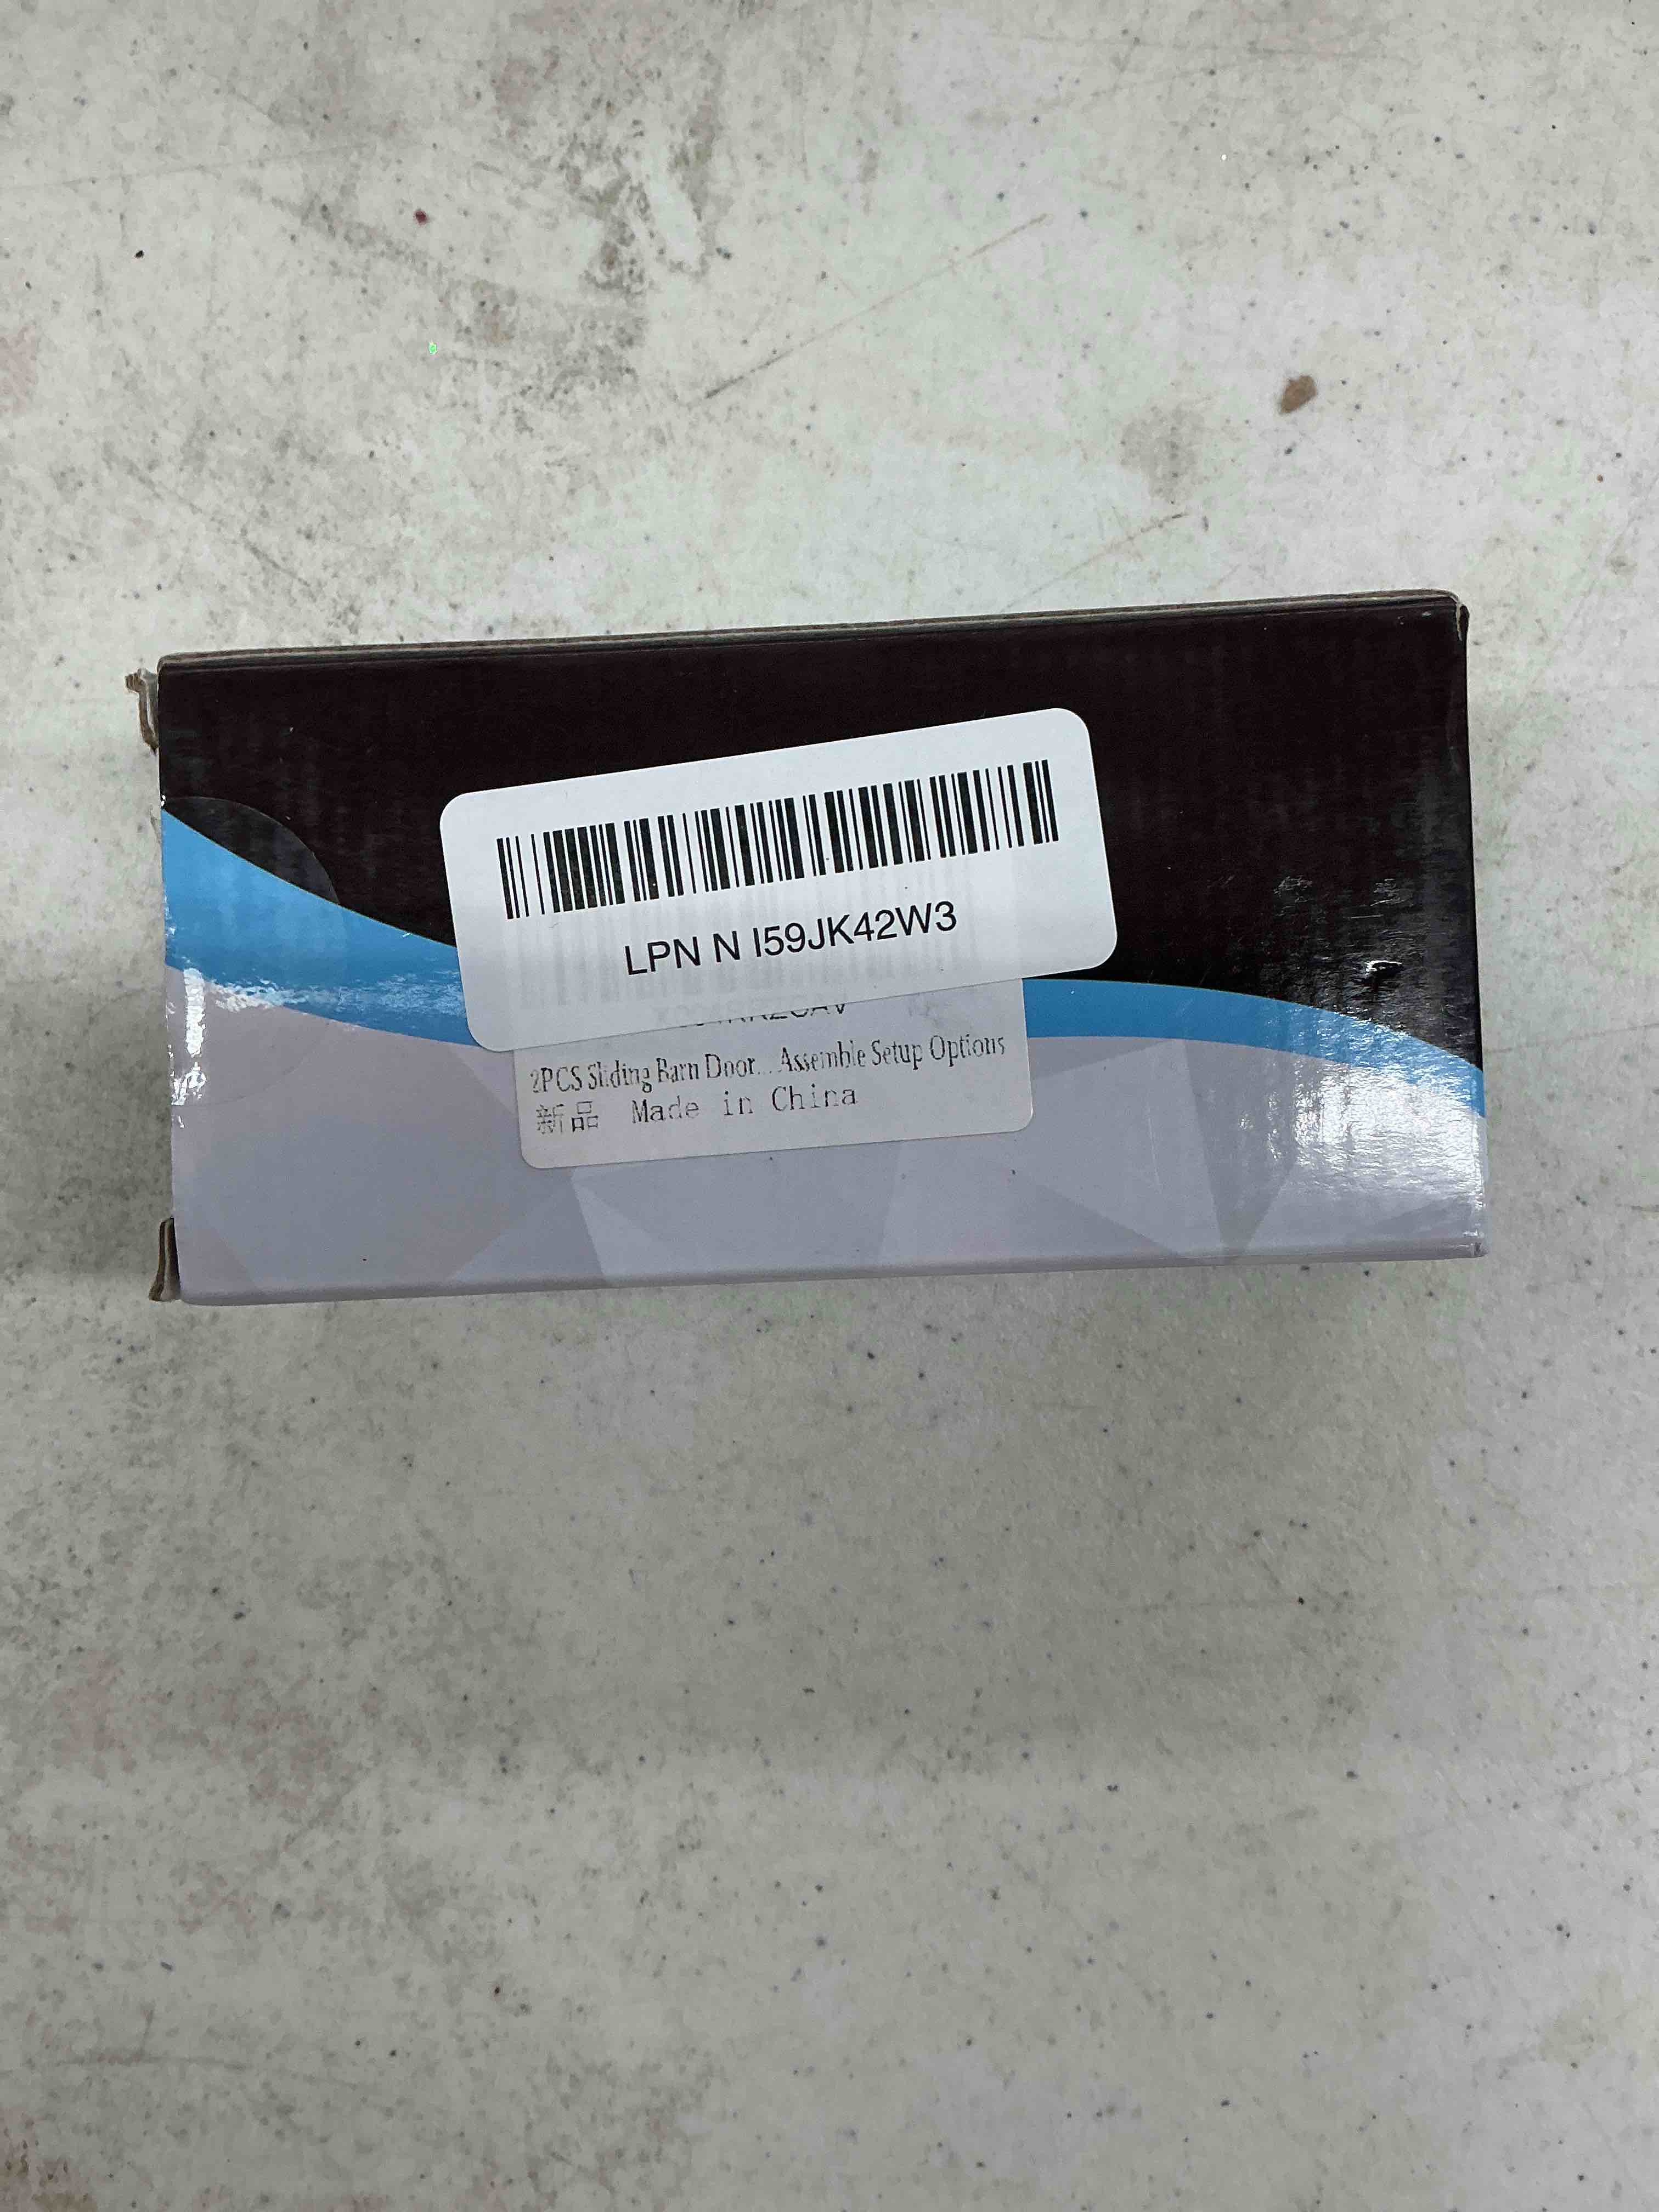 LPN N I59JK42W3
2PCS Sliding Barn Door...Assemble Setup Options
新品 Made in China